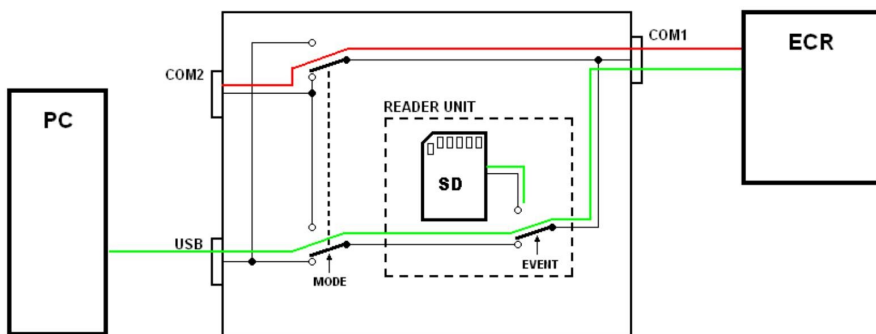 COM1
ECR
COM2
PC
READER UNIT
SD
USB
MODE
EVENT